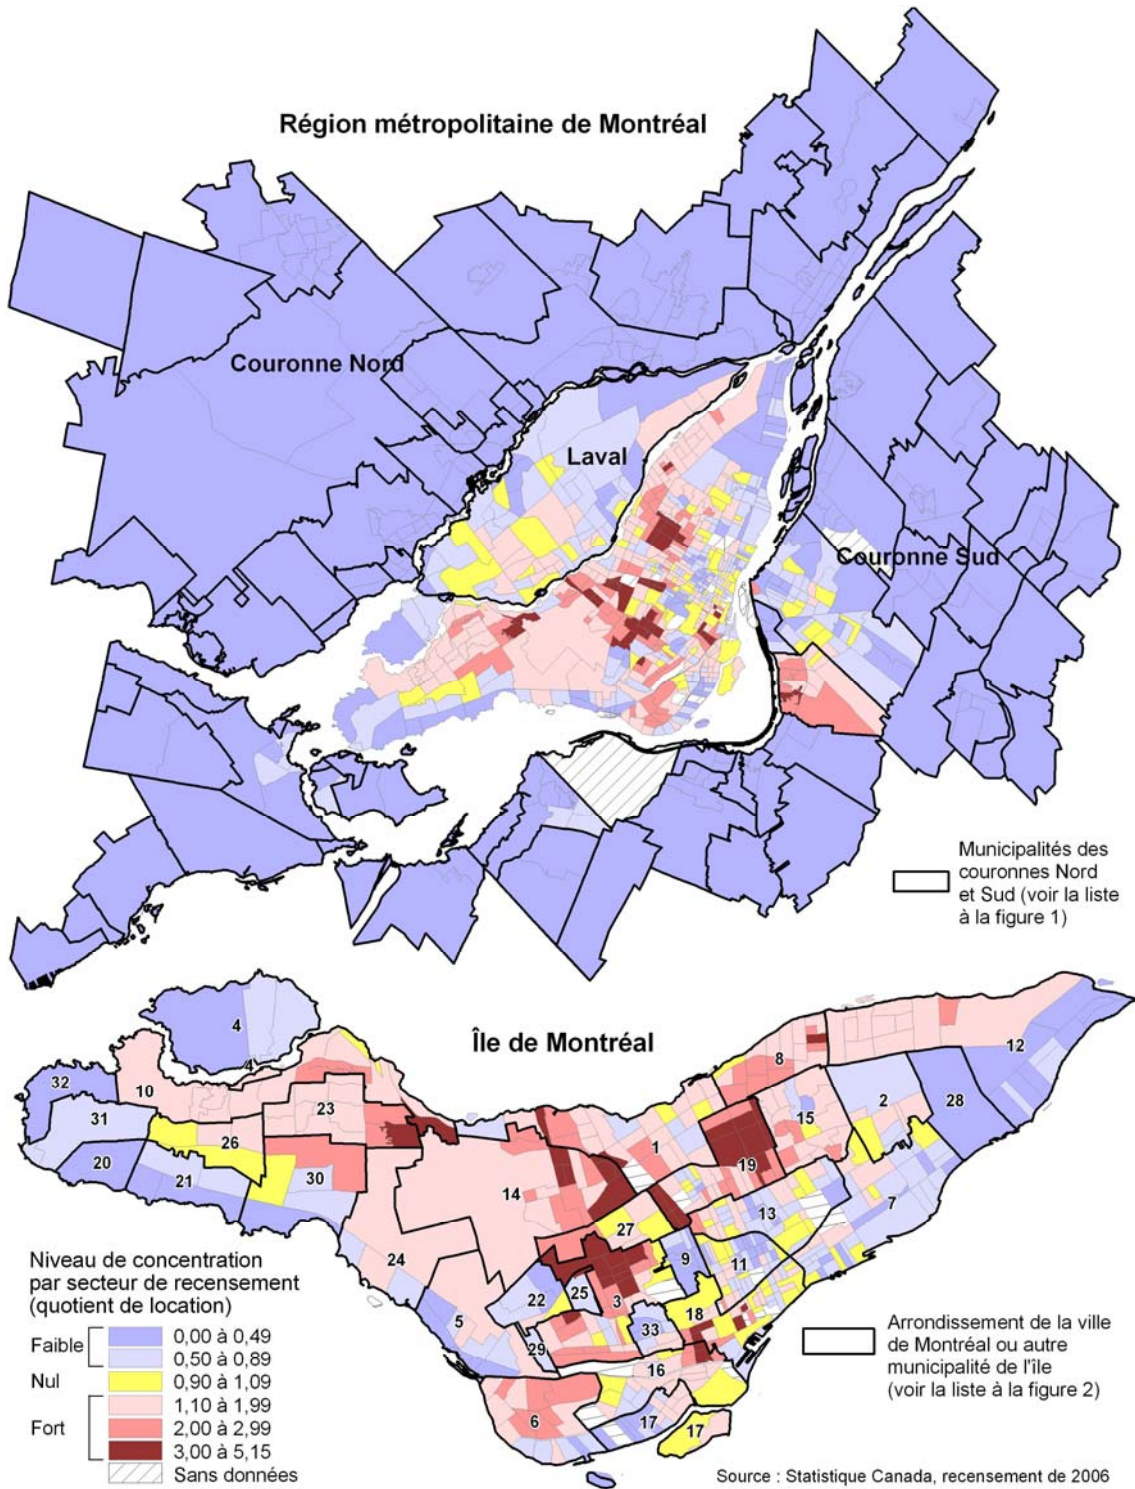 Région métropolitaine de Montréal
Couronne Nord
Laval
Couronne Sud
Municipalités des
couronnes Nord
et Sud (voir la liste
à la figure 1)
Île de Montréal
4
4
32
10
31
23
26
20
21
30
14
24
5
22
25
29
3
27
9
33
18
16
6
17
17
1
19
8
15
2
28
12
13
7
11
Niveau de concentration
par secteur de recensement
(quotient de location)
Faible
0,00 à 0,49
0,50 à 0,89
Nul
0,90 à 1,09
Fort
1,10 à 1,99
2,00 à 2,99
3,00 à 5,15
Sans données
Arrondissement de la ville
de Montréal ou autre
municipalité de l'île
(voir la liste à la figure 2)
Source : Statistique Canada, recensement de 2006